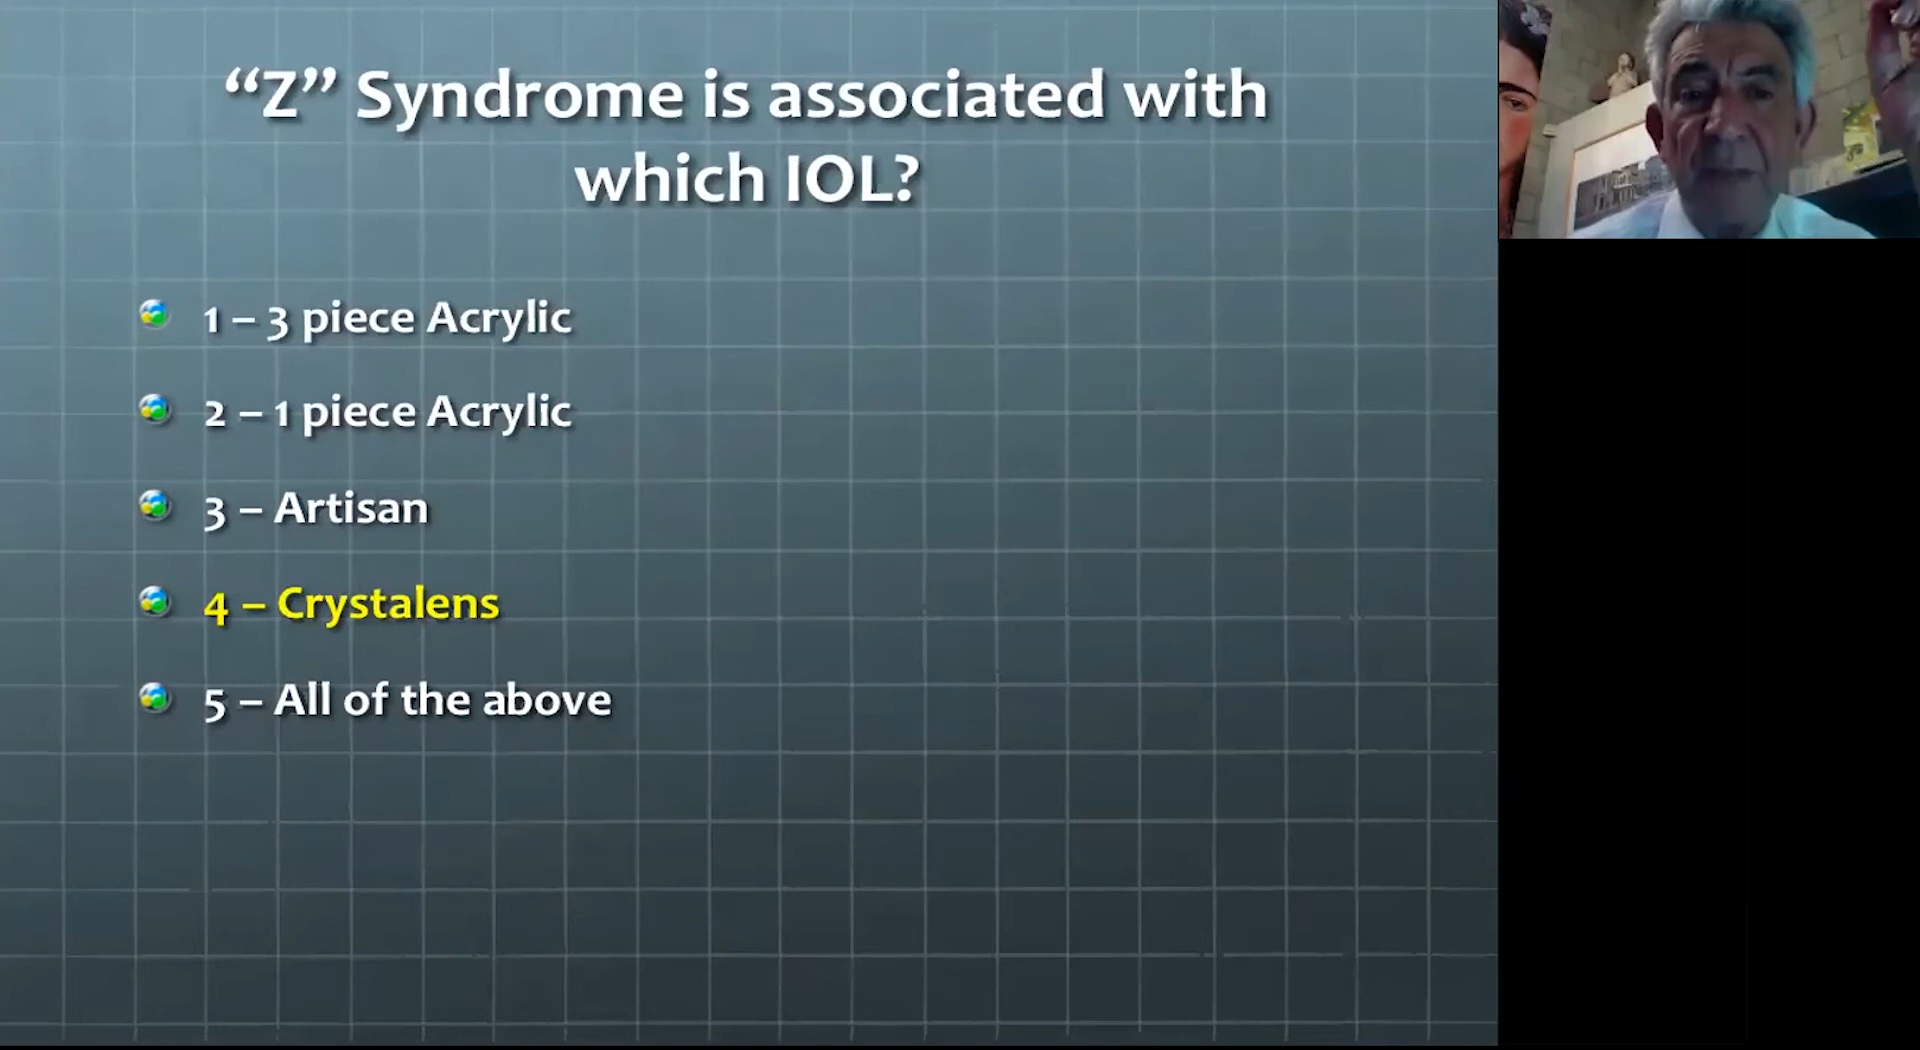 “Z” Syndrome is associated with
which IOL?
1 – 3 piece Acrylic
2 – 1 piece Acrylic
3 – Artisan
4 – Crystalens
5 – All of the above